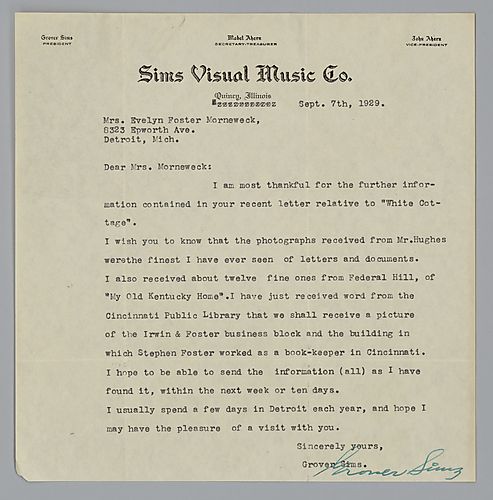 Grover Sims
PRESIDENT
Mabel Ahern
SECRETARY-TREASURER
John Ahern
VICE-PRESIDENT
Sims Visual Music Co.
Quincy, Illinois
Sept. 7th, 1929.
Mrs. Evelyn Foster Morneweck,
8323 Epworth Ave.
Detroit, Mich.
Dear Mrs. Morneweck:
I am most thankful for the further infor-
mation contained in your recent letter relative to "White Cot-
tage".
I wish you to know that the photographs received from Mr.Hughes
werethe finest I have ever seen of letters and documents.
I also received about twelve fine ones from Federal Hill, of
"My Old Kentucky Home".I have just received word from the
Cincinnati Public Library that we shall receive a picture
of the Irwin & Foster business block and the building in
which Stephen Foster worked as a book-keeper in Cincinnati.
I hope to be able to send the information (all) as I have
found it, within the next week or ten days.
I usually spend a few days in Detroit each year, and hope I
may have the pleasure of a visit with you.
Sincerely yours,
Grover Sims.
Grover Sims